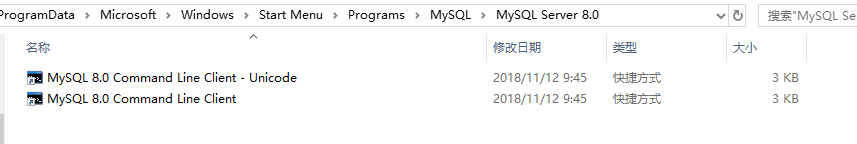 ProgramData > Microsoft > Windows > Start Menu > Programs > MySQL > MySQL Server 8.0 搜索"MySQL Se
名称 修改日期 类型 大小
MySQL 8.0 Command Line Client - Unicode 2018/11/12 9:45 快捷方式 3 KB
MySQL 8.0 Command Line Client 2018/11/12 9:45 快捷方式 3 KB